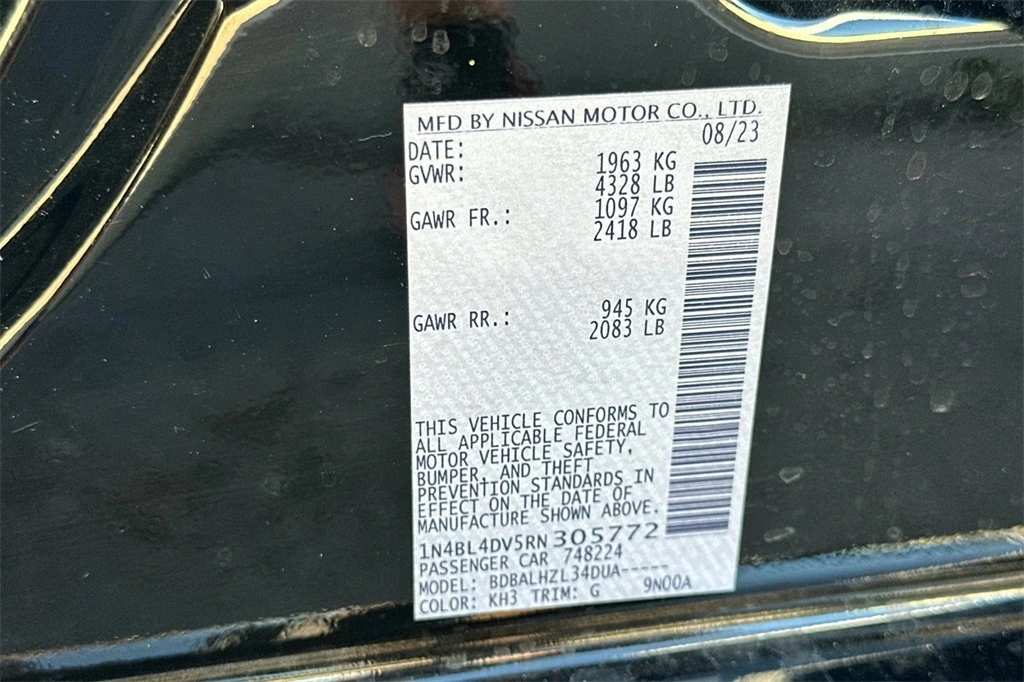 MFD BY NISSAN MOTOR CO., LTD.
DATE: 08/23
GVWR: 1963 KG
4328 LB
GAWR FR.: 1097 KG
2418 LB
GAWR RR.: 945 KG
2083 LB
THIS VEHICLE CONFORMS TO
ALL APPLICABLE FEDERAL
MOTOR VEHICLE SAFETY,
BUMPER, AND THEFT
PREVENTION STANDARDS IN
EFFECT ON THE DATE OF
MANUFACTURE SHOWN ABOVE.
1N4BL4DV5RN 305772
PASSENGER CAR 748224
MODEL: BDBALHZL34DUA-----
COLOR: KH3 TRIM: G 9N00A